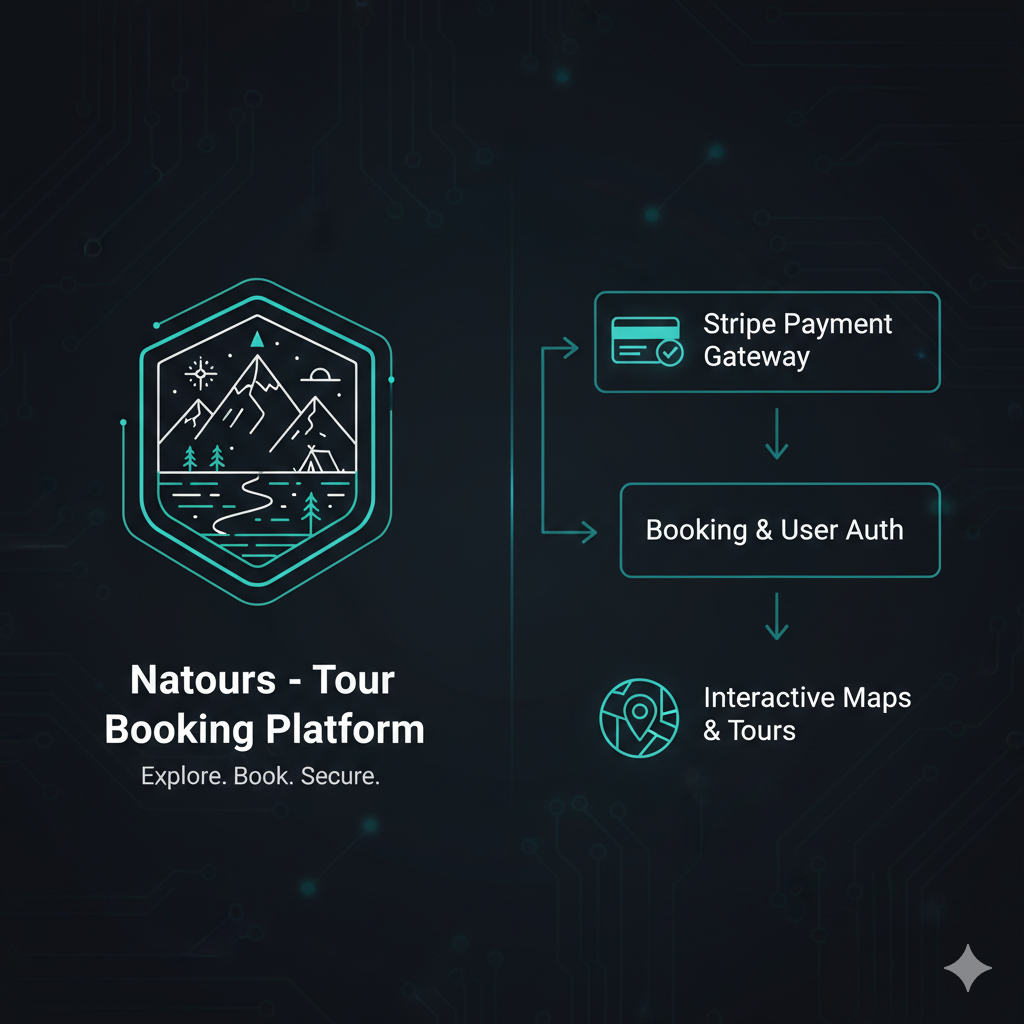 Natours - Tour
Booking Platform
Explore. Book. Secure.
Stripe Payment
Gateway
Booking & User Auth
Interactive Maps
& Tours